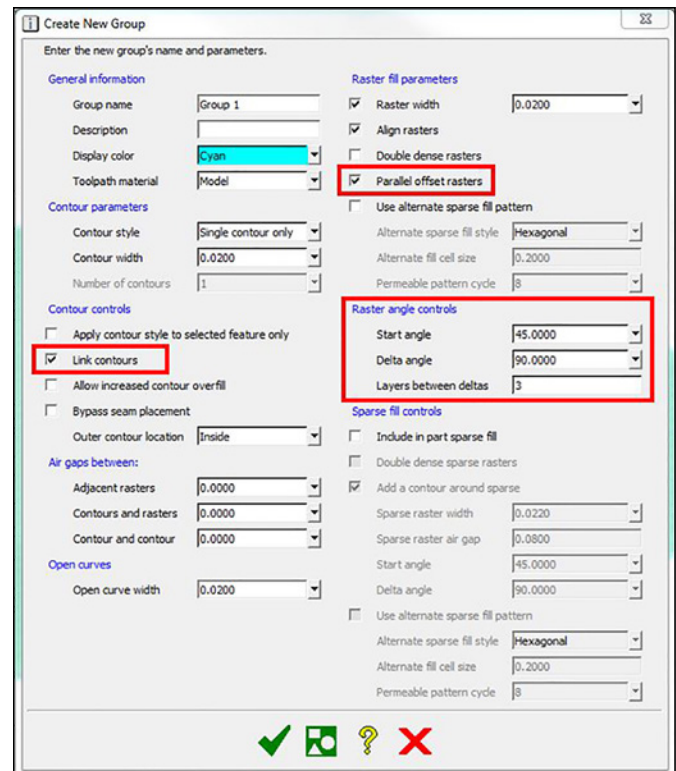 Create New Group
Enter the new group's name and parameters.
General information
Group name Group 1
Description
Display color Cyan
Toolpath material Model
Contour parameters
Contour style Single contour only
Contour width 0.0200
Number of contours 1
Contour controls
Apply contour style to selected feature only
Link contours
Allow increased contour overfill
Bypass seam placement
Outer contour location Inside
Air gaps between:
Adjacent rasters 0.0000
Contours and rasters 0.0000
Contour and contour 0.0000
Open curves
Open curve width 0.0200
Raster fill parameters
Raster width 0.0200
Align rasters
Double dense rasters
Parallel offset rasters
Use alternate sparse fill pattern
Alternate sparse fill style Hexagonal
Alternate fill cell size 0.2000
Permeable pattern cycle 8
Raster angle controls
Start angle 45.0000
Delta angle 90.0000
Layers between deltas 3
Sparse fill controls
Include in part sparse fill
Double dense sparse rasters
Add a contour around sparse
Sparse raster width 0.0220
Sparse raster air gap 0.0800
Start angle 45.0000
Delta angle 90.0000
Use alternate sparse fill pattern
Alternate sparse fill style Hexagonal
Alternate fill cell size 0.2000
Permeable pattern cycle 8